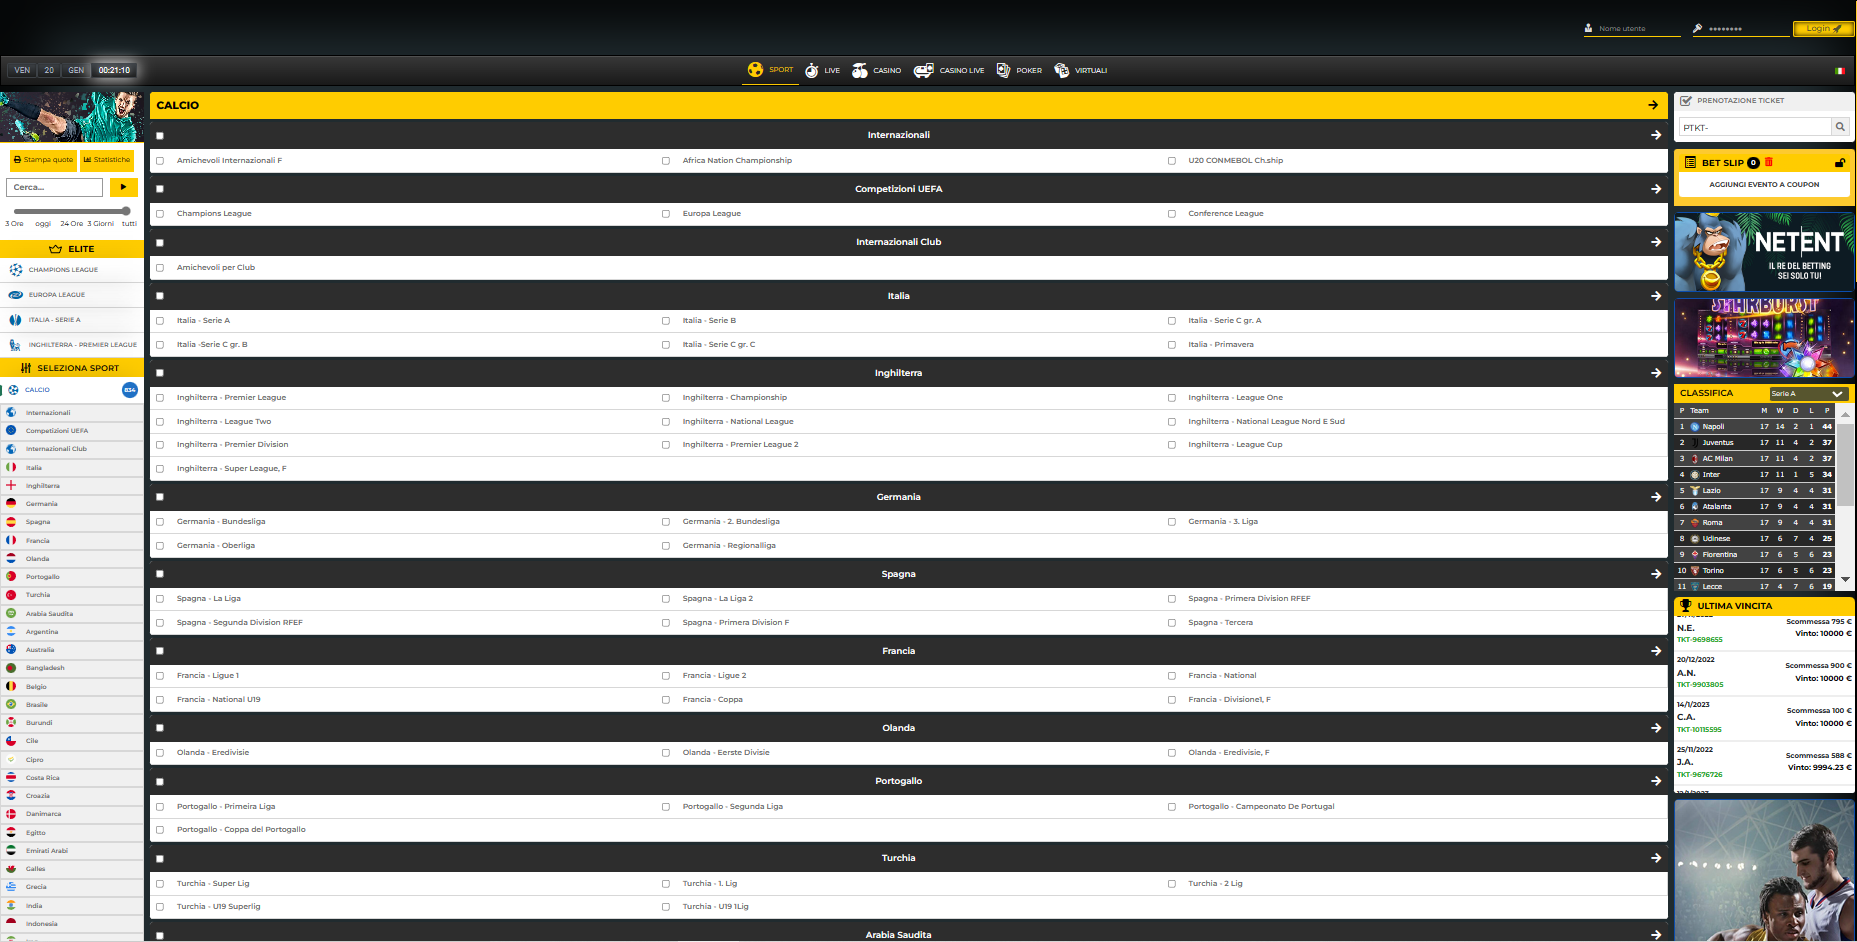 Nome utente
Login
VEN 20 GEN 00:21:10
SPORT LIVE CASINO CASINO LIVE POKER VIRTUALI
Stampa quote Statistiche
Cerca...
3 Ore oggi 24 Ore 3 Giorni tutti
ELITE
CHAMPIONS LEAGUE
EUROPA LEAGUE
ITALIA - SERIE A
INGHILTERRA - PREMIER LEAGUE
SELEZIONA SPORT
CALCIO 834
Internazionali
Competizioni UEFA
Internazionali Club
Italia
Inghilterra
Germania
Spagna
Francia
Olanda
Portogallo
Turchia
Arabia Saudita
Argentina
Australia
Bangladesh
Belgio
Brasile
Burundi
Cile
Cipro
Costa Rica
Croazia
Danimarca
Egitto
Emirati Arabi
Galles
Grecia
India
Indonesia
CALCIO
Internazionali
Amichevoli Internazionali F Africa Nation Championship U20 CONMEBOL Ch.ship
Competizioni UEFA
Champions League Europa League Conference League
Internazionali Club
Amichevoli per Club
Italia
Italia - Serie A Italia - Serie B Italia - Serie C gr. A
Italia -Serie C gr. B Italia - Serie C gr. C Italia - Primavera
Inghilterra
Inghilterra - Premier League Inghilterra - Championship Inghilterra - League One
Inghilterra - League Two Inghilterra - National League Inghilterra - National League Nord E Sud
Inghilterra - Premier Division Inghilterra - Premier League 2 Inghilterra - League Cup
Inghilterra - Super League, F
Germania
Germania - Bundesliga Germania - 2. Bundesliga Germania - 3. Liga
Germania - Oberliga Germania - Regionalliga
Spagna
Spagna - La Liga Spagna - La Liga 2 Spagna - Primera Division RFEF
Spagna - Segunda Division RFEF Spagna - Primera Division F Spagna - Tercera
Francia
Francia - Ligue 1 Francia - Ligue 2 Francia - National
Francia - National U19 Francia - Coppa Francia - Division1, F
Olanda
Olanda - Eredivisie Olanda - Eerste Divisie Olanda - Eredivisie, F
Portogallo
Portogallo - Primeira Liga Portogallo - Segunda Liga Portogallo - Campeonato De Portugal
Portogallo - Coppa del Portogallo
Turchia
Turchia - Super Lig Turchia - 1. Lig Turchia - 2 Lig
Turchia - U19 Superlig Turchia - U19 1Lig
Arabia Saudita
PRENOTAZIONE TICKET
PTKT-
BET SLIP 0
AGGIUNGI EVENTO A COUPON
NETENT
IL RE DEL BETTING
SEI SOLO TU!
STARBURST
CLASSIFICA Serie A
P Team M W D L P
1 Napoli 17 14 2 1 44
2 Juventus 17 11 4 2 37
3 AC Milan 17 11 4 2 37
4 Inter 17 11 1 5 34
5 Lazio 17 9 4 4 31
6 Atalanta 17 9 4 4 31
7 Roma 17 9 4 4 31
8 Udinese 17 6 7 4 25
9 Fiorentina 17 6 5 6 23
10 Torino 17 6 5 6 23
11 Lecce 17 4 7 6 19
ULTIMA VINCITA
Scommessa 795 €
N.E. Vinto: 10000 €
TKT-9698655
20/12/2022 Scommessa 900 €
A.N. Vinto: 10000 €
TKT-9903805
14/1/2023 Scommessa 100 €
C.A. Vinto: 10000 €
TKT-10115595
25/11/2022 Scommessa 588 €
J.A. Vinto: 9994.23 €
TKT-9676726